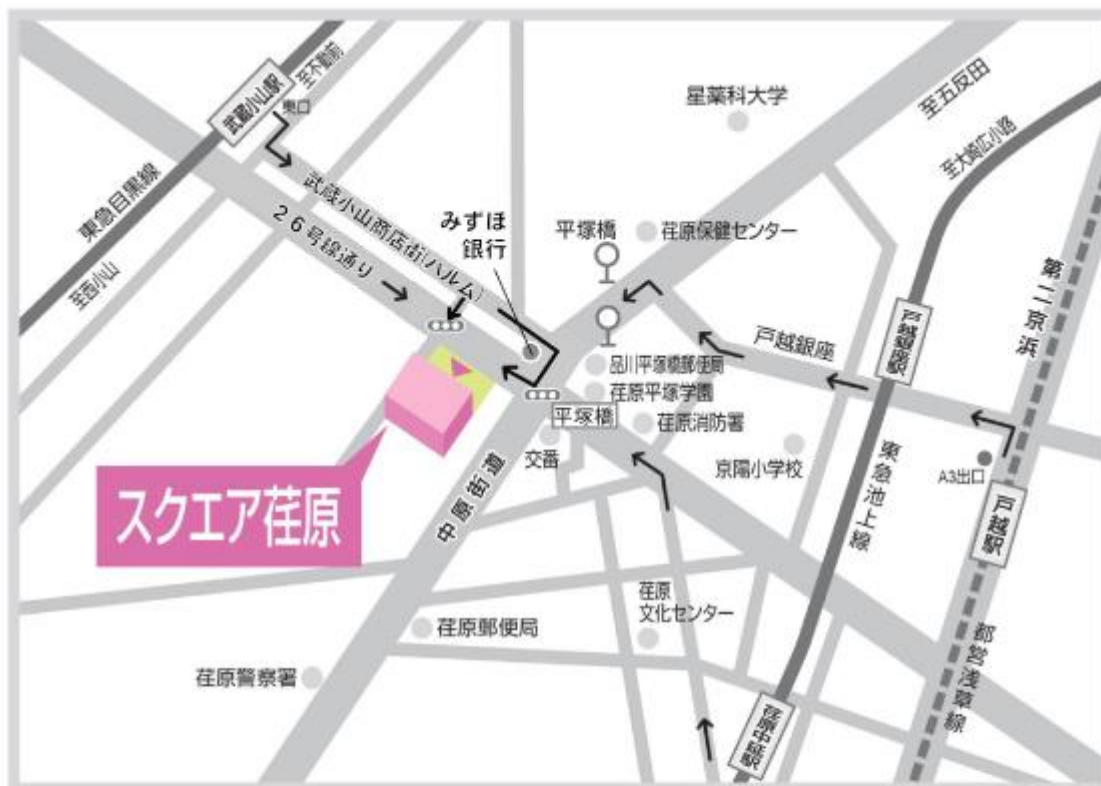 武蔵小山駅
至不動前
東口
東急目黒線
至西小山
武蔵小山商店街(パルム)
26号線通り
みずほ
銀行
星薬科大学
至五反田
至大崎広小路
平塚橋
荏原保健センター
第二京浜
戸越銀座
戸越銀座駅
品川平塚橋郵便局
荏原平塚学園
平塚橋
荏原消防署
交番
京陽小学校
A3出口
戸越駅
東急池上線
スクエア荏原
中原街道
荏原
文化センター
荏原郵便局
荏原警察署
都営浅草線
荏原中延駅